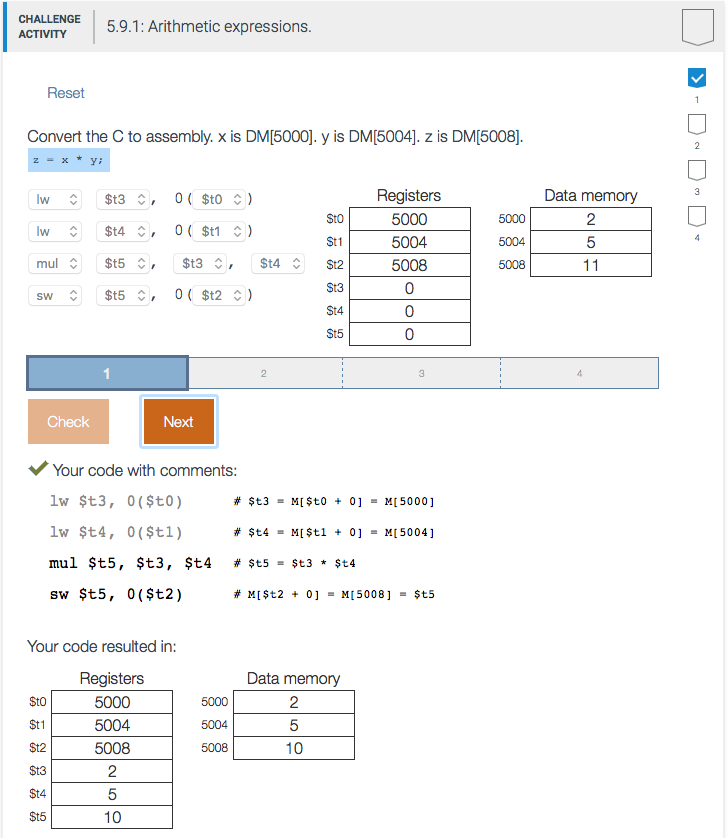 CHALLENGE
ACTIVITY
5.9.1: Arithmetic expressions.
Reset
1
2
3
4
Convert the C to assembly. x is DM[5000]. y is DM[5004]. z is DM[5008].
z = x * y;
lw $t3 , 0 ( $t0 )
lw $t4 , 0 ( $t1 )
mul $t5 , $t3 , $t4
sw $t5 , 0 ( $t2 )
Registers
$t0 5000
$t1 5004
$t2 5008
$t3 0
$t4 0
$t5 0
Data memory
5000 2
5004 5
5008 11
1 2 3 4
Check Next
Your code with comments:
lw $t3, 0($t0) # $t3 = M[$t0 + 0] = M[5000]
lw $t4, 0($t1) # $t4 = M[$t1 + 0] = M[5004]
mul $t5, $t3, $t4 # $t5 = $t3 * $t4
sw $t5, 0($t2) # M[$t2 + 0] = M[5008] = $t5
Your code resulted in:
Registers
$t0 5000
$t1 5004
$t2 5008
$t3 2
$t4 5
$t5 10
Data memory
5000 2
5004 5
5008 10